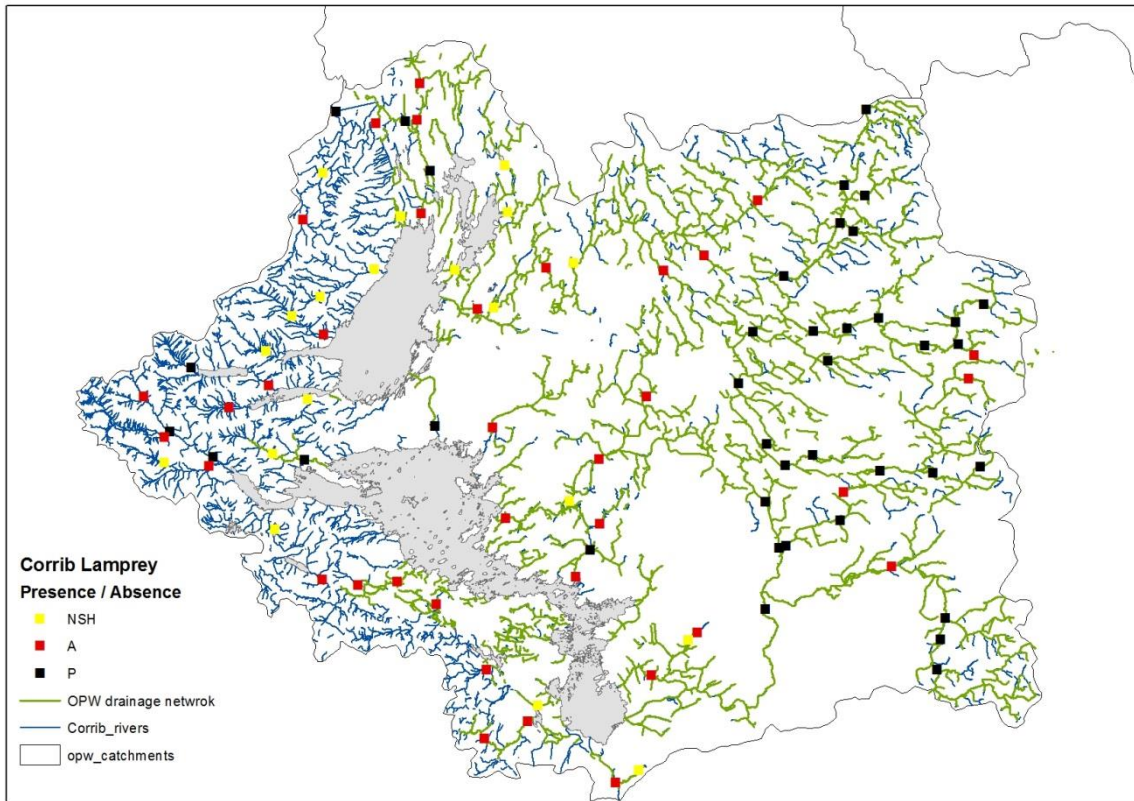 Corrib Lamprey
Presence / Absence
NSH
A
P
OPW drainage netwrok
Corrib_rivers
opw_catchments